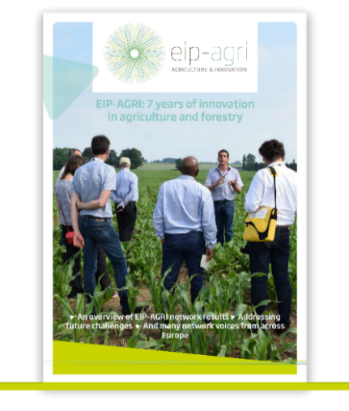 eip-agri
AGRICULTURE & INNOVATION
EIP-AGRI: 7 years of innovation
in agriculture and forestry
▸ An overview of EIP-AGRI network results ▸ Addressing
future challenges ▸ And many network voices from across
Europe